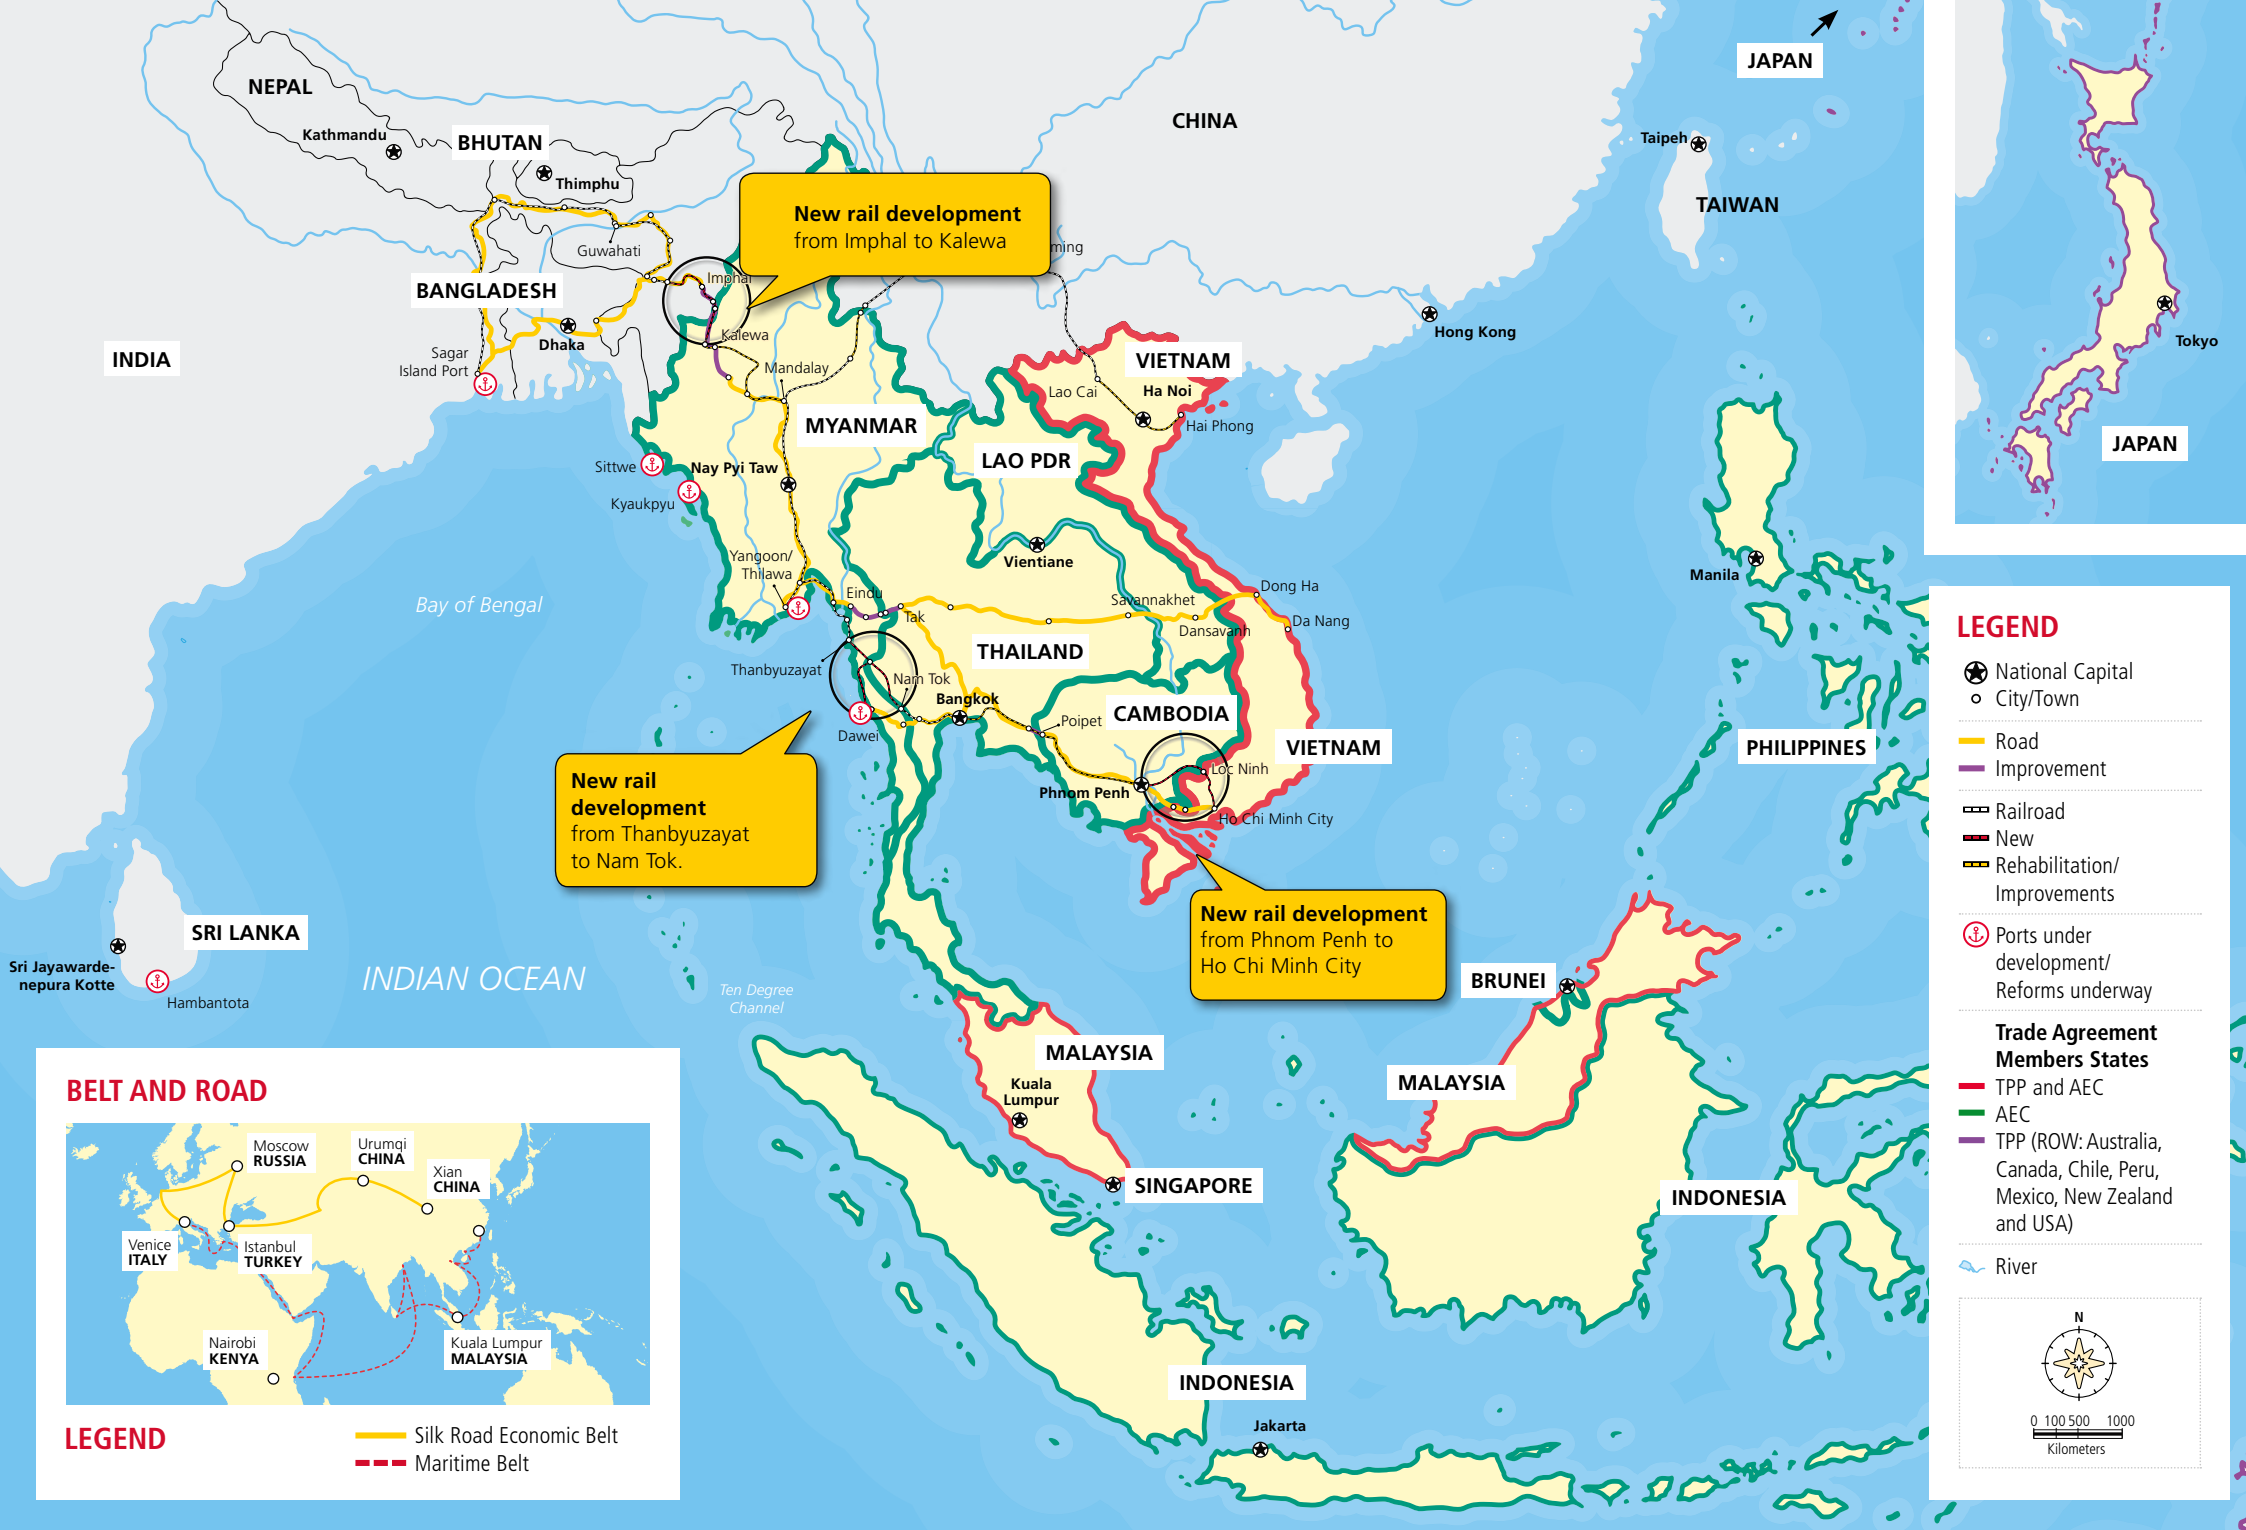 NEPAL
Kathmandu
BHUTAN
Thimphu
CHINA
JAPAN
Taipeh
TAIWAN
New rail development
from Imphal to Kalewa
ming
Guwahati
Imphal
BANGLADESH
Kalewa
Dhaka
INDIA
Sagar
Island Port
Mandalay
Hong Kong
VIETNAM
Lao Cai
Ha Noi
Hai Phong
Tokyo
JAPAN
MYANMAR
LAO PDR
Sittwe
Nay Pyi Taw
Kyaukpyu
Yangoon/
Thilawa
Vientiane
Manila
Bay of Bengal
Eindu
Tak
Savannakhet
Dong Ha
Dansavanh
Da Nang
THAILAND
Thanbyuzayat
Nam Tok
Bangkok
Dawei
Poipet
CAMBODIA
VIETNAM
PHILIPPINES
Loc Ninh
Phnom Penh
Ho Chi Minh City
New rail
development
from Thanbyuzayat
to Nam Tok.
New rail development
from Phnom Penh to
Ho Chi Minh City
SRI LANKA
Sri Jayawarde-
nepura Kotte
Hambantota
INDIAN OCEAN
Ten Degree
Channel
BRUNEI
MALAYSIA
Kuala
Lumpur
MALAYSIA
SINGAPORE
INDONESIA
INDONESIA
Jakarta
LEGEND
National Capital
City/Town
Road
Improvement
Railroad
New
Rehabilitation/
Improvements
Ports under
development/
Reforms underway
Trade Agreement
Members States
TPP and AEC
AEC
TPP (ROW: Australia,
Canada, Chile, Peru,
Mexico, New Zealand
and USA)
River
N
0 100 500 1000
Kilometers
BELT AND ROAD
Moscow
RUSSIA
Urumqi
CHINA
Xian
CHINA
Venice
ITALY
Istanbul
TURKEY
Nairobi
KENYA
Kuala Lumpur
MALAYSIA
LEGEND
Silk Road Economic Belt
Maritime Belt